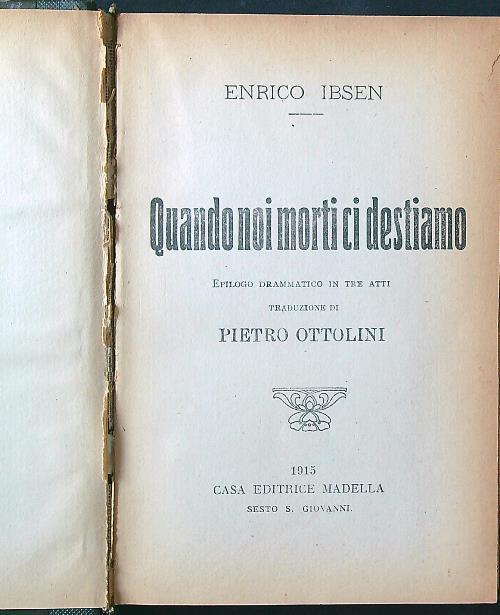 ENRICO IBSEN
Quando noi morti ci destiamo
EPILOGO DRAMMATICO IN TRE ATTI
TRADUZIONE DI
PIETRO OTTOLINI
1915
CASA EDITRICE MADELLA
SESTO S. GIOVANNI.